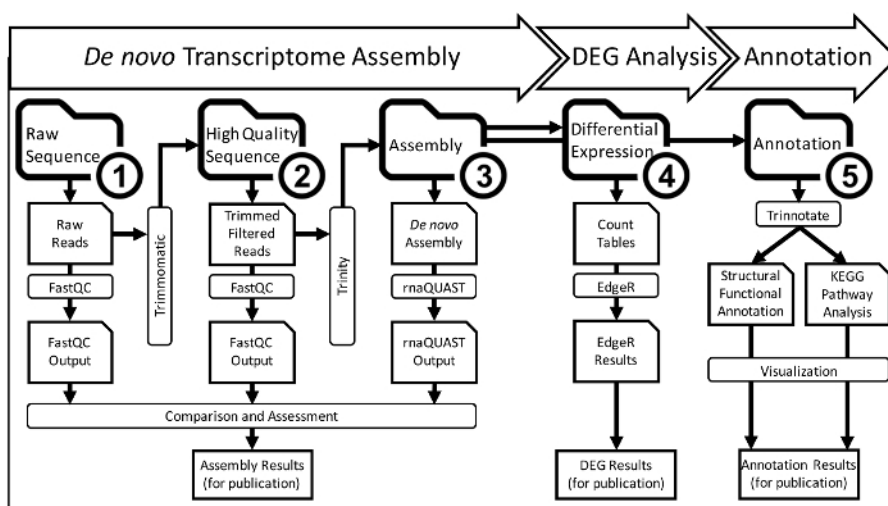 De novo Transcriptome Assembly
DEG Analysis
Annotation
Raw
Sequence
1
High Quality
Sequence
2
Assembly
3
Differential
Expression
4
Annotation
5
Raw
Reads
Trimmomatic
Trimmed
Filtered
Reads
Trinity
De novo
Assembly
Count
Tables
Trinnotate
FastQC
FastQC
rnaQUAST
EdgeR
Structural
Functional
Annotation
KEGG
Pathway
Analysis
FastQC
Output
FastQC
Output
rnaQUAST
Output
EdgeR
Results
Visualization
Comparison and Assessment
Assembly Results
(for publication)
DEG Results
(for publication)
Annotation Results
(for publication)